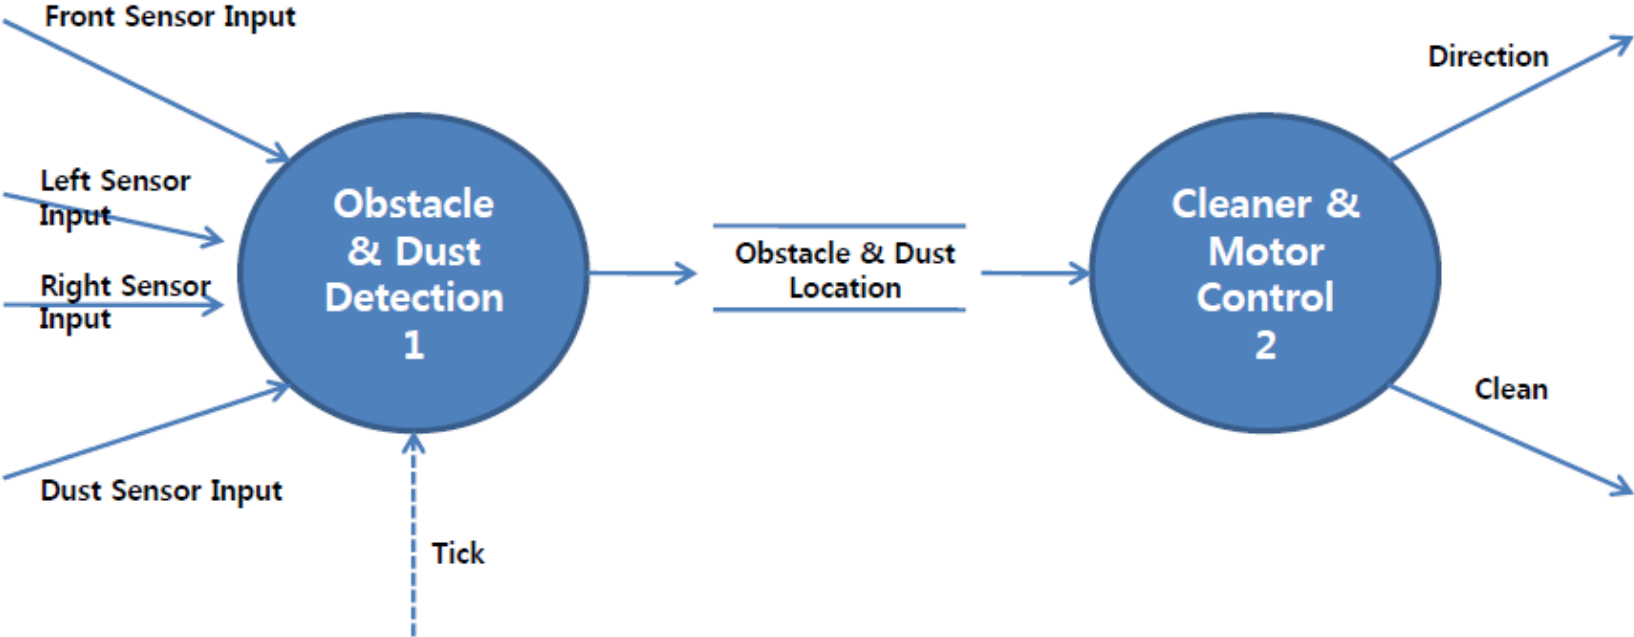 Front Sensor Input
Left Sensor
Input
Right Sensor
Input
Dust Sensor Input
Tick
Obstacle
& Dust
Detection
1
Obstacle & Dust
Location
Cleaner &
Motor
Control
2
Direction
Clean